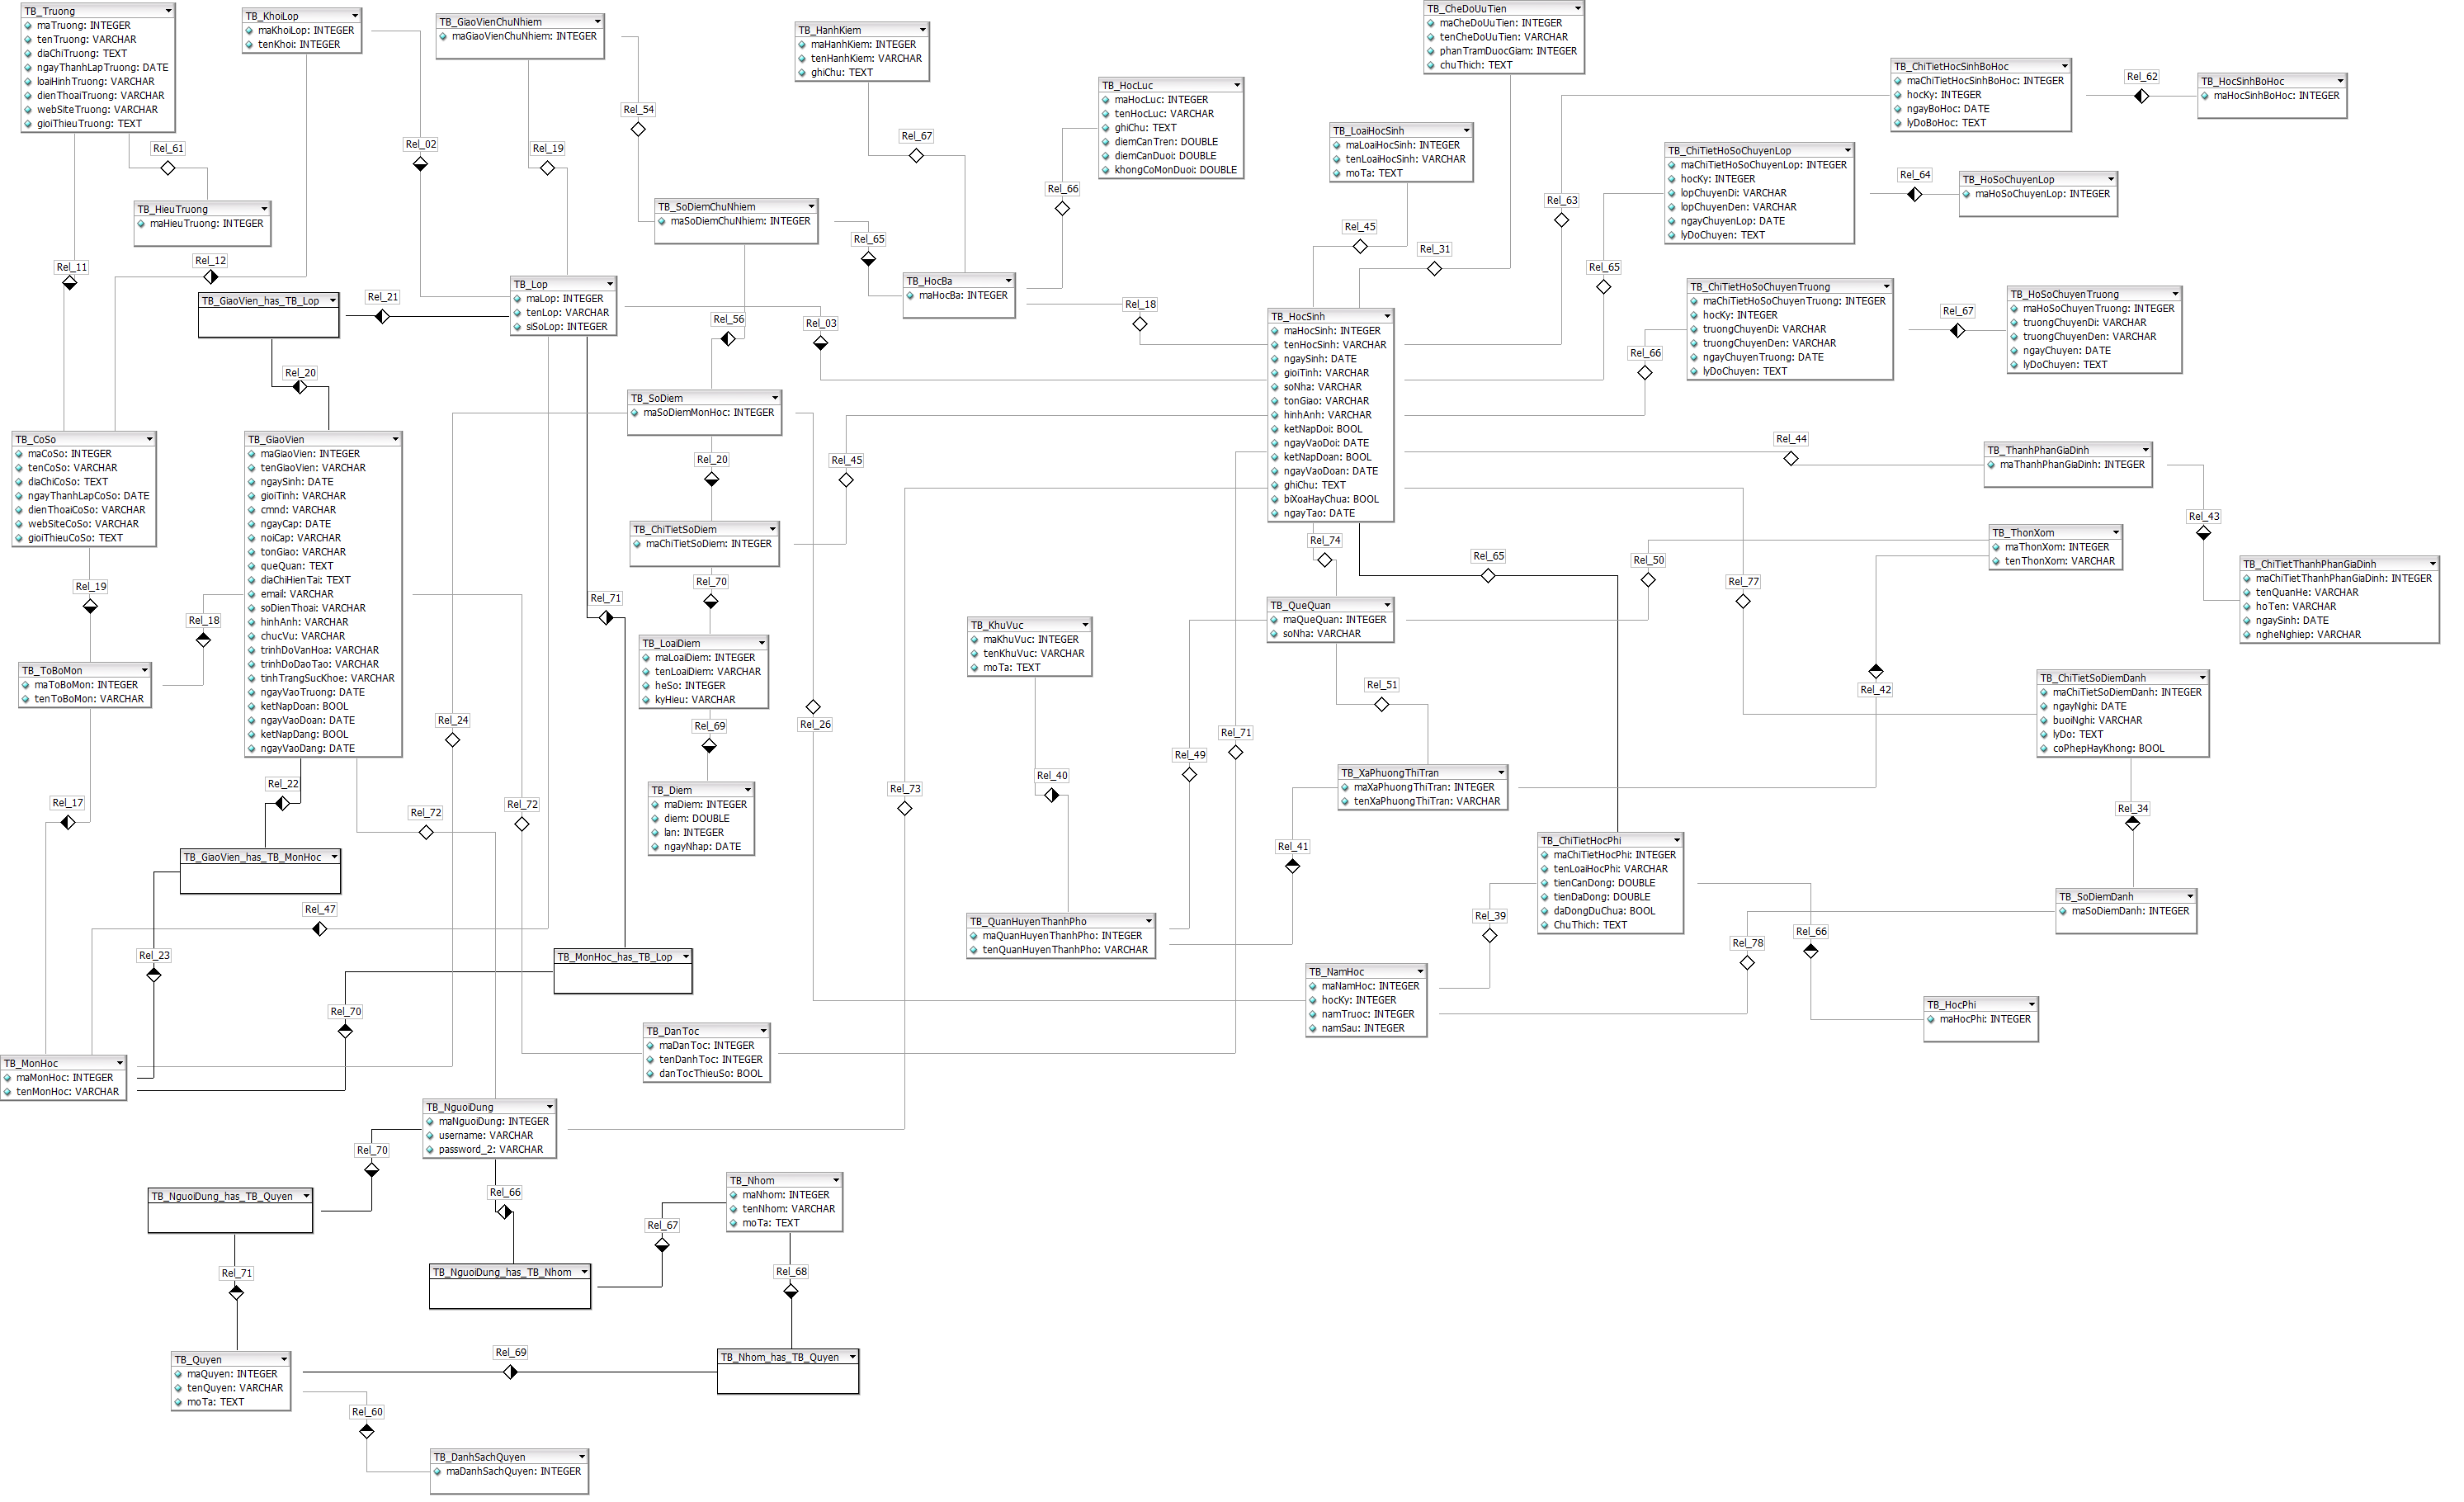 TB_Truong
maTruong: INTEGER
tenTruong: VARCHAR
diaChiTruong: TEXT
ngayThanhLapTruong: DATE
loaiHinhTruong: VARCHAR
dienThoaiTruong: VARCHAR
webSiteTruong: VARCHAR
gioiThieuTruong: TEXT
TB_KhoiLop
maKhoiLop: INTEGER
tenKhoi: INTEGER
TB_GiaoVienChuNhiem
maGiaoVienChuNhiem: INTEGER
TB_HanhKiem
maHanhKiem: INTEGER
tenHanhKiem: VARCHAR
ghiChu: TEXT
TB_HocLuc
maHocLuc: INTEGER
tenHocLuc: VARCHAR
ghiChu: TEXT
diemCanTren: DOUBLE
diemCanDuoi: DOUBLE
khongCoMonDuoi: DOUBLE
TB_CheDoUuTien
maCheDoUuTien: INTEGER
tenCheDoUuTien: VARCHAR
phanTramDuocGiam: INTEGER
chuThich: TEXT
TB_LoaiHocSinh
maLoaiHocSinh: INTEGER
tenLoaiHocSinh: VARCHAR
moTa: TEXT
TB_ChiTietHocSinhBoHoc
maChiTietHocSinhBoHoc: INTEGER
hocKy: INTEGER
ngayBoHoc: DATE
lyDoBoHoc: TEXT
Rel_62
TB_HocSinhBoHoc
maHocSinhBoHoc: INTEGER
TB_ChiTietHoSoChuyenLop
maChiTietHoSoChuyenLop: INTEGER
hocKy: INTEGER
lopChuyenDi: VARCHAR
lopChuyenDen: VARCHAR
ngayChuyenLop: DATE
lyDoChuyen: TEXT
Rel_64
TB_HoSoChuyenLop
maHoSoChuyenLop: INTEGER
Rel_61
Rel_02
Rel_19
Rel_54
Rel_67
Rel_66
Rel_63
TB_HieuTruong
maHieuTruong: INTEGER
TB_SoDiemChuNhiem
maSoDiemChuNhiem: INTEGER
Rel_65
Rel_45
Rel_31
Rel_65
Rel_11
Rel_12
TB_GiaoVien_has_TB_Lop
Rel_21
TB_Lop
maLop: INTEGER
tenLop: VARCHAR
siSoLop: INTEGER
TB_HocBa
maHocBa: INTEGER
Rel_18
Rel_03
Rel_56
TB_HocSinh
maHocSinh: INTEGER
tenHocSinh: VARCHAR
ngaySinh: DATE
gioiTinh: VARCHAR
soNha: VARCHAR
tonGiao: VARCHAR
hinhAnh: VARCHAR
ketNapDoi: BOOL
ngayVaoDoi: DATE
ketNapDoan: BOOL
ngayVaoDoan: DATE
ghiChu: TEXT
biXoaHayChua: BOOL
ngayTao: DATE
TB_ChiTietHoSoChuyenTruong
maChiTietHoSoChuyenTruong: INTEGER
hocKy: INTEGER
truongChuyenDi: VARCHAR
truongChuyenDen: VARCHAR
ngayChuyenTruong: DATE
lyDoChuyen: TEXT
Rel_67
TB_HoSoChuyenTruong
maHoSoChuyenTruong: INTEGER
truongChuyenDi: VARCHAR
truongChuyenDen: VARCHAR
ngayChuyen: DATE
lyDoChuyen: TEXT
Rel_66
Rel_20
TB_SoDiem
maSoDiemMonHoc: INTEGER
TB_CoSo
maCoSo: INTEGER
tenCoSo: VARCHAR
diaChiCoSo: TEXT
ngayThanhLapCoSo: DATE
dienThoaiCoSo: VARCHAR
webSiteCoSo: VARCHAR
gioiThieuCoSo: TEXT
TB_GiaoVien
maGiaoVien: INTEGER
tenGiaoVien: VARCHAR
ngaySinh: DATE
gioiTinh: VARCHAR
cmnd: VARCHAR
ngayCap: DATE
noiCap: VARCHAR
tonGiao: VARCHAR
queQuan: TEXT
diaChiHienTai: TEXT
email: VARCHAR
soDienThoai: VARCHAR
hinhAnh: VARCHAR
chucVu: VARCHAR
trinhDoVanHoa: VARCHAR
trinhDoDaoTao: VARCHAR
tinhTrangSucKhoe: VARCHAR
ngayVaoTruong: DATE
ketNapDoan: BOOL
ngayVaoDoan: DATE
ketNapDang: BOOL
ngayVaoDang: DATE
Rel_20
Rel_45
Rel_44
TB_ThanhPhanGiaDinh
maThanhPhanGiaDinh: INTEGER
Rel_43
TB_ChiTietSoDiem
maChiTietSoDiem: INTEGER
Rel_74
Rel_65
Rel_50
TB_ThonXom
maThonXom: INTEGER
tenThonXom: VARCHAR
TB_ChiTietThanhPhanGiaDinh
maChiTietThanhPhanGiaDinh: INTEGER
tenQuanHe: VARCHAR
hoTen: VARCHAR
ngaySinh: DATE
ngheNghiep: VARCHAR
Rel_19
Rel_18
Rel_70
Rel_71
Rel_77
TB_QueQuan
maQueQuan: INTEGER
soNha: VARCHAR
TB_KhuVuc
maKhuVuc: INTEGER
tenKhuVuc: VARCHAR
moTa: TEXT
TB_LoaiDiem
maLoaiDiem: INTEGER
tenLoaiDiem: VARCHAR
heSo: INTEGER
kyHieu: VARCHAR
TB_ToBoMon
maToBoMon: INTEGER
tenToBoMon: VARCHAR
Rel_51
Rel_42
TB_ChiTietSoDiemDanh
maChiTietSoDiemDanh: INTEGER
ngayNghi: DATE
buoiNghi: VARCHAR
lyDo: TEXT
coPhepHayKhong: BOOL
Rel_24
Rel_69
Rel_26
Rel_71
Rel_49
Rel_40
Rel_73
TB_XaPhuongThiTran
maXaPhuongThiTran: INTEGER
tenXaPhuongThiTran: VARCHAR
Rel_22
TB_Diem
maDiem: INTEGER
diem: DOUBLE
lan: INTEGER
ngayNhap: DATE
Rel_17
Rel_72
Rel_72
Rel_34
Rel_41
TB_ChiTietHocPhi
maChiTietHocPhi: INTEGER
tenLoaiHocPhi: VARCHAR
tienCanDong: DOUBLE
tienDaDong: DOUBLE
daDongDuChua: BOOL
ChuThich: TEXT
TB_GiaoVien_has_TB_MonHoc
TB_SoDiemDanh
maSoDiemDanh: INTEGER
Rel_47
Rel_39
TB_QuanHuyenThanhPho
maQuanHuyenThanhPho: INTEGER
tenQuanHuyenThanhPho: VARCHAR
Rel_66
Rel_78
Rel_23
TB_MonHoc_has_TB_Lop
TB_NamHoc
maNamHoc: INTEGER
hocKy: INTEGER
namTruoc: INTEGER
namSau: INTEGER
TB_HocPhi
maHocPhi: INTEGER
Rel_70
TB_DanToc
maDanToc: INTEGER
tenDanhToc: INTEGER
danTocThieuSo: BOOL
TB_MonHoc
maMonHoc: INTEGER
tenMonHoc: VARCHAR
TB_NguoiDung
maNguoiDung: INTEGER
username: VARCHAR
password_2: VARCHAR
Rel_70
TB_NguoiDung_has_TB_Quyen
Rel_66
TB_Nhom
maNhom: INTEGER
tenNhom: VARCHAR
moTa: TEXT
Rel_67
Rel_71
TB_NguoiDung_has_TB_Nhom
Rel_68
TB_Quyen
maQuyen: INTEGER
tenQuyen: VARCHAR
moTa: TEXT
Rel_69
TB_Nhom_has_TB_Quyen
Rel_60
TB_DanhSachQuyen
maDanhSachQuyen: INTEGER